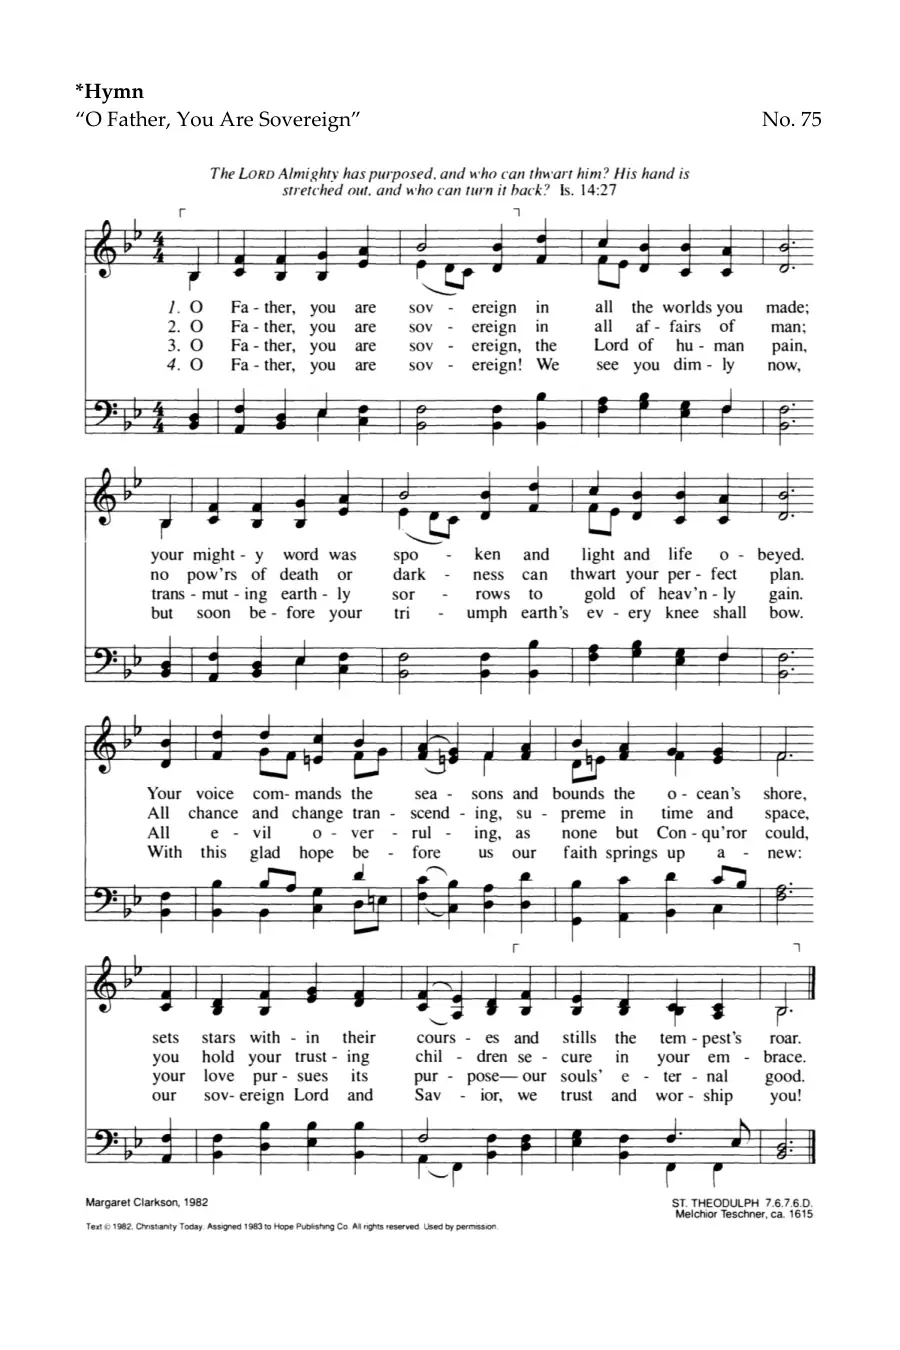 *Hymn
“O Father, You Are Sovereign” No. 75
The LORD Almighty has purposed, and who can thwart him? His hand is
stretched out, and who can turn it back? Is. 14:27
1. O Fa - ther, you are sov - ereign in all the worlds you made;
2. O Fa - ther, you are sov - ereign in all af - fairs of man;
3. O Fa - ther, you are sov - ereign, the Lord of hu - man pain,
4. O Fa - ther, you are sov - ereign! We see you dim - ly now,
your might - y word was spo - ken and light and life o - beyed.
no pow'rs of death or dark - ness can thwart your per - fect plan.
trans - mut - ing earth - ly sor - rows to gold of heav'n - ly gain.
but soon be - fore your tri - umph earth's ev - ery knee shall bow.
Your voice com- mands the sea - sons and bounds the o - cean's shore,
All chance and change tran - scend - ing, su - preme in time and space,
All e - vil o - ver - rul - ing, as none but Con - qu'ror could,
With this glad hope be - fore us our faith springs up a - new:
sets stars with - in their cours - es and stills the tem - pest's roar.
you hold your trust - ing chil - dren se - cure in your em - brace.
your love pur - sues its pur - pose— our souls' e - ter - nal good.
our sov- ereign Lord and Sav - ior, we trust and wor - ship you!
Margaret Clarkson, 1982 ST. THEODULPH 7.6.7.6.D.
Melchior Teschner, ca. 1615
Text © 1982, Christianity Today. Assigned 1983 to Hope Publishing Co. All rights reserved. Used by permission.